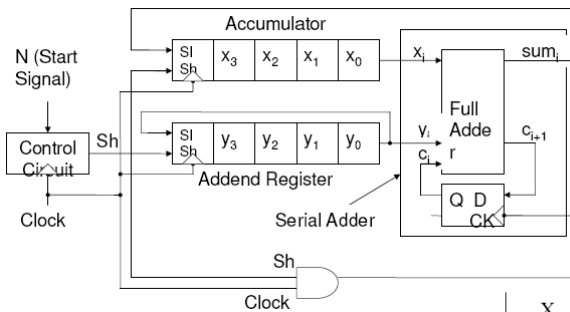 Accumulator
N (Start
Signal)
SI
Sh
x3 x2 x1 x0
xi
sumi
Full
Adde
r
Sh
Control
Circuit
SI
Sh
y3 y2 y1 y0
yi
ci
ci+1
Addend Register
Q D
CK
Clock
Serial Adder
Sh
Clock
X